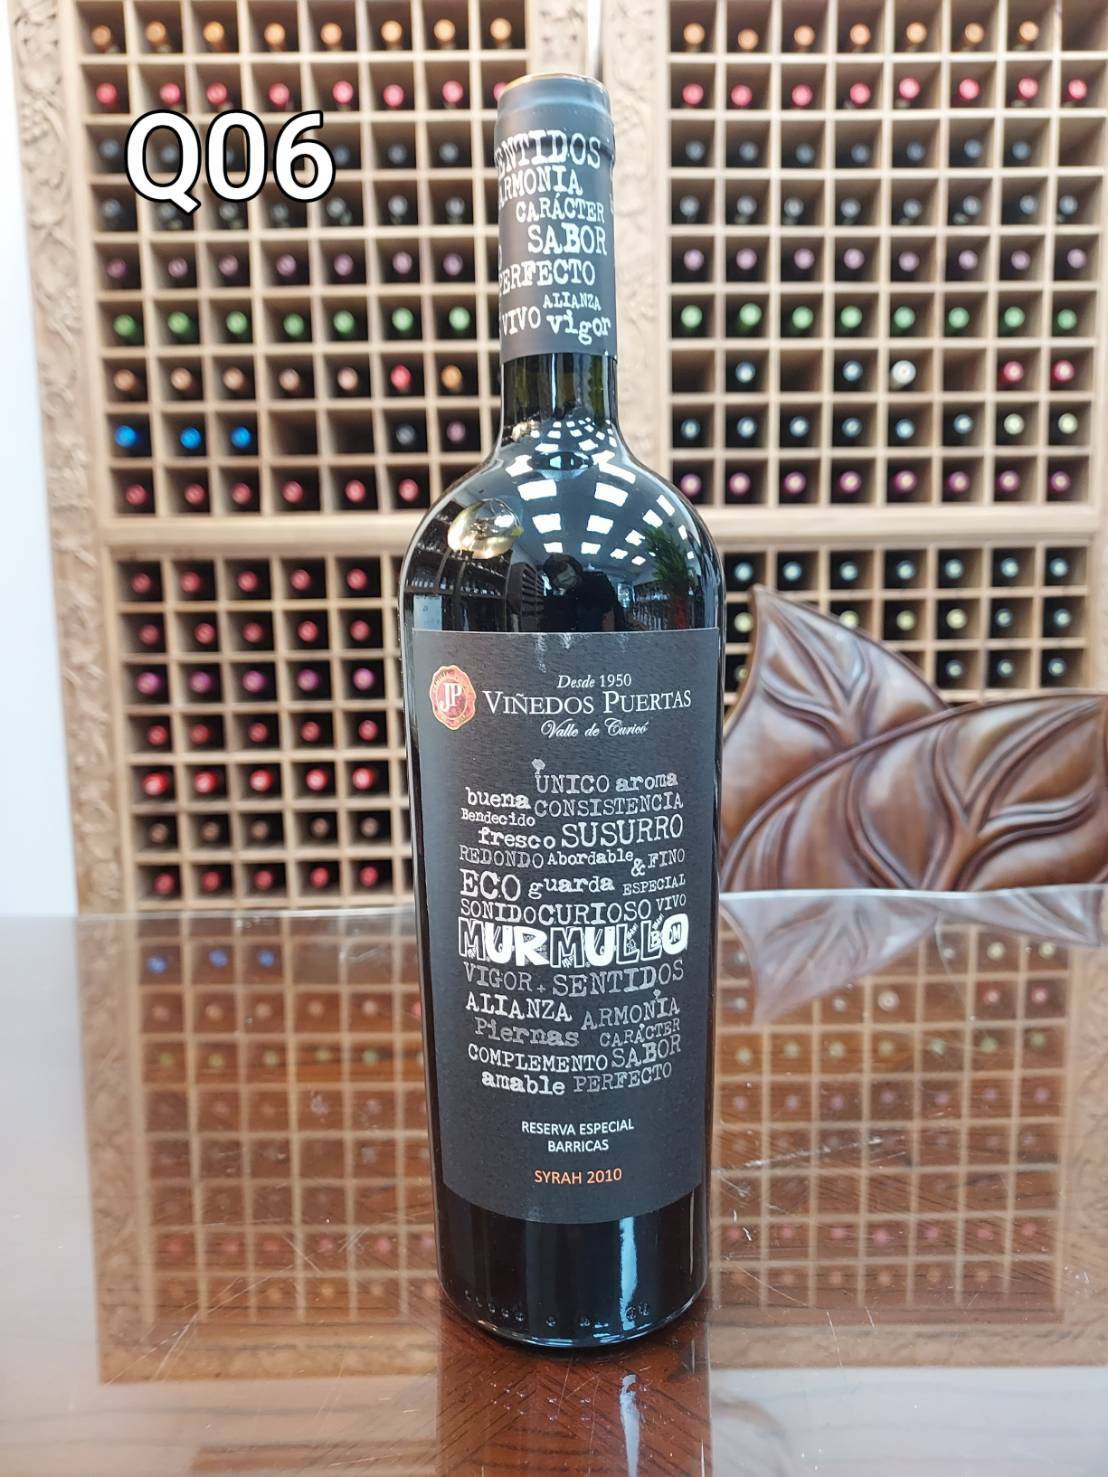 Q06
SENTIDOS
ARMONIA
CARÁCTER
SABOR
PERFECTO
ALIANZA
VIVO vigor
Desde 1950
JP VIÑEDOS PUERTAS
Valle de Curicó
ÚNICO aroma
buena CONSISTENCIA
Bendecido
fresco SUSURRO
REDONDO Abordable & FINO
ECO guarda ESPECIAL
SONIDO CURIOSO VIVO
MURMULLO
VIGOR + SENTIDOS
ALIANZA ARMONÍA
Piernas CARÁCTER
COMPLEMENTO SABOR
amable PERFECTO
RESERVA ESPECIAL
BARRICAS
SYRAH 2010